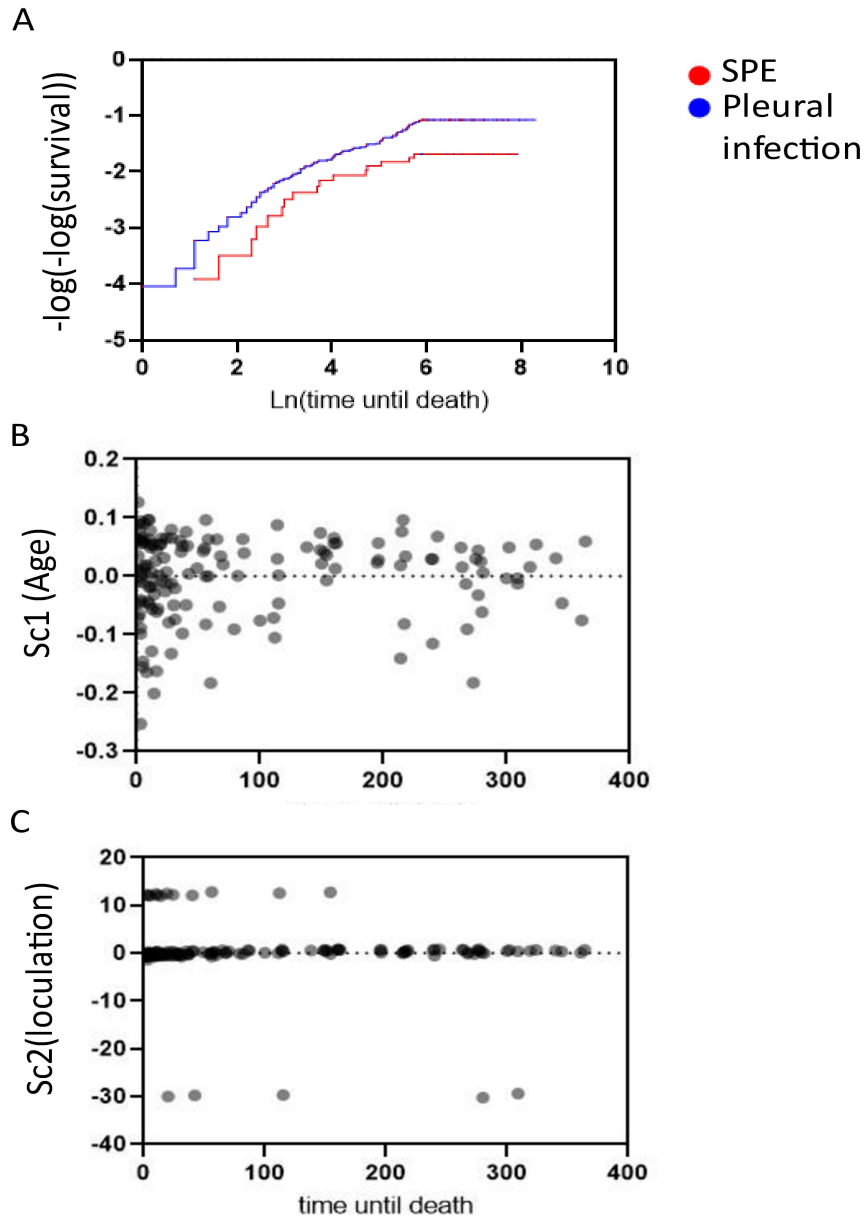 A
-log(-log(survival))
0
-1
-2
-3
-4
-5
0 2 4 6 8 10
Ln(time until death)
SPE
Pleural
infection
B
Sc1 (Age)
0.2
0.1
0.0
-0.1
-0.2
-0.3
0 100 200 300 400
C
Sc2(loculation)
20
10
0
-10
-20
-30
-40
0 100 200 300 400
time until death